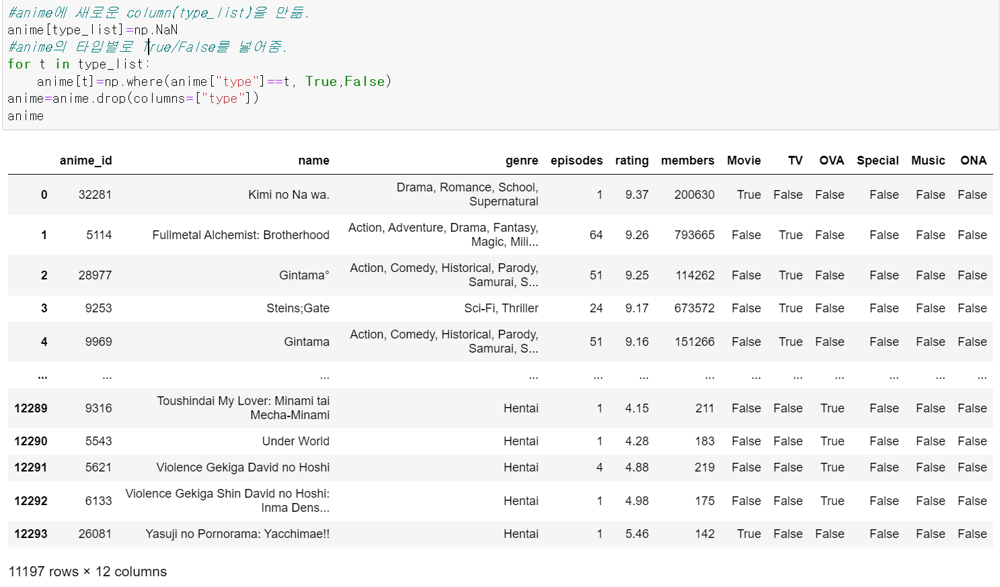 #anime에 새로운 column(type_list)을 만듦.
anime[type_list]=np.NaN
#anime의 타입별로 True/False를 넣어줌.
for t in type_list:
    anime[t]=np.where(anime["type"]==t, True,False)
anime=anime.drop(columns=["type"])
anime
anime_id name genre episodes rating members Movie TV OVA Special Music ONA
0 32281 Kimi no Na wa. Drama, Romance, School, Supernatural 1 9.37 200630 True False False False False False
1 5114 Fullmetal Alchemist: Brotherhood Action, Adventure, Drama, Fantasy, Magic, Mili... 64 9.26 793665 False True False False False False
2 28977 Gintama° Action, Comedy, Historical, Parody, Samurai, S... 51 9.25 114262 False True False False False False
3 9253 Steins;Gate Sci-Fi, Thriller 24 9.17 673572 False True False False False False
4 9969 Gintama Action, Comedy, Historical, Parody, Samurai, S... 51 9.16 151266 False True False False False False
... ... ... ... ... ... ... ... ... ... ... ... ...
12289 9316 Toushindai My Lover: Minami tai Mecha-Minami Hentai 1 4.15 211 False False True False False False
12290 5543 Under World Hentai 1 4.28 183 False False True False False False
12291 5621 Violence Gekiga David no Hoshi Hentai 4 4.88 219 False False True False False False
12292 6133 Violence Gekiga Shin David no Hoshi: Inma Dens... Hentai 1 4.98 175 False False True False False False
12293 26081 Yasuji no Pornorama: Yacchimae!! Hentai 1 5.46 142 True False False False False False
11197 rows × 12 columns